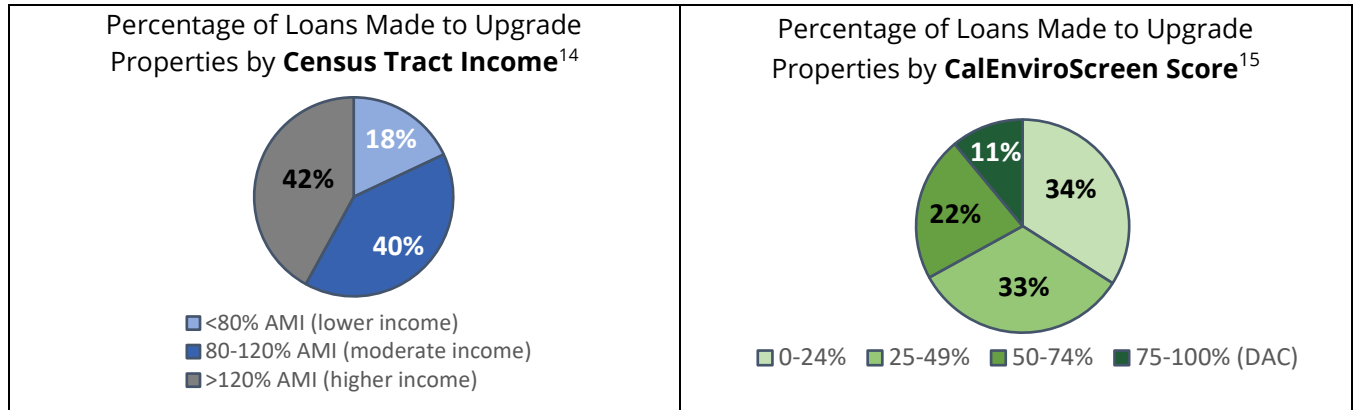 Percentage of Loans Made to Upgrade
Properties by Census Tract Income14
18%
42%
40%
<80% AMI (lower income)
80-120% AMI (moderate income)
>120% AMI (higher income)
Percentage of Loans Made to Upgrade
Properties by CalEnviroScreen Score15
11%
34%
22%
33%
0-24% 25-49% 50-74% 75-100% (DAC)